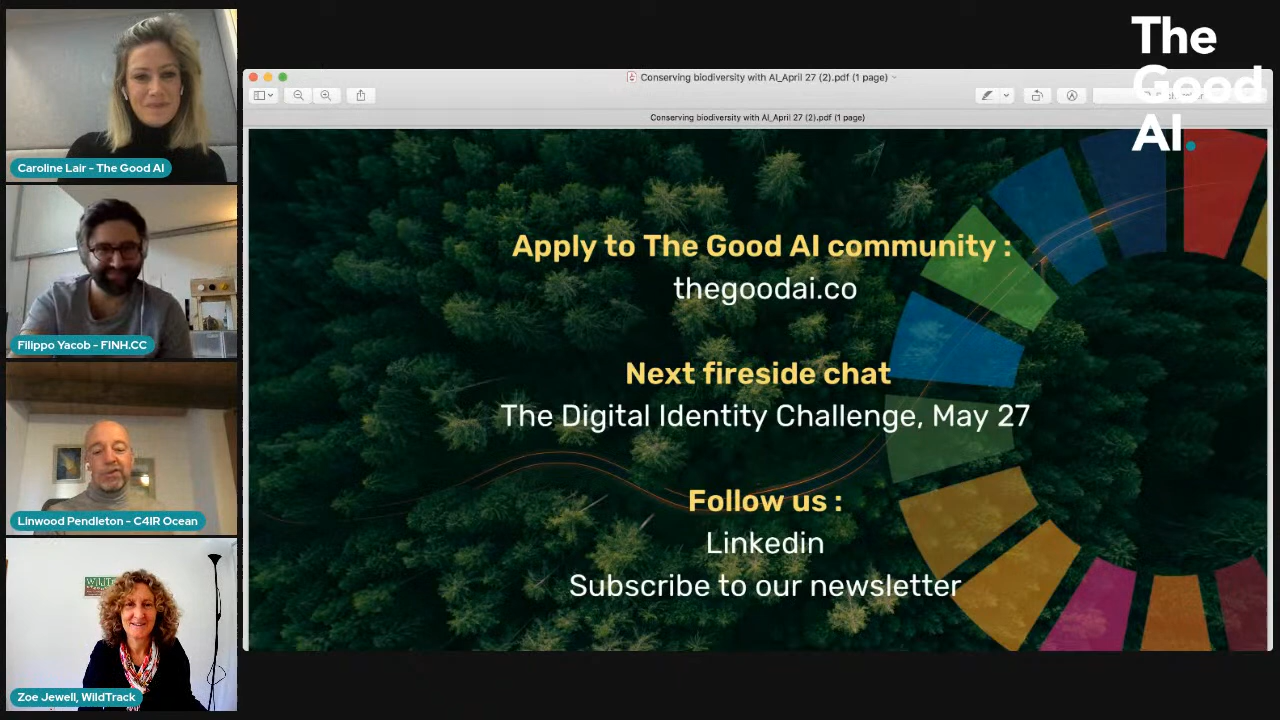 Caroline Lair - The Good AI
Filippo Yacob - FINH.CC
Linwood Pendleton - C4IR Ocean
Zoe Jewell, WildTrack
Conserving biodiversity with AI_April 27 (2).pdf (1 page)
Conserving biodiversity with AI_April 27 (2).pdf (1 page)
The
Good
AI.
Apply to The Good AI community :
thegoodai.co
Next fireside chat
The Digital Identity Challenge, May 27
Follow us :
Linkedin
Subscribe to our newsletter